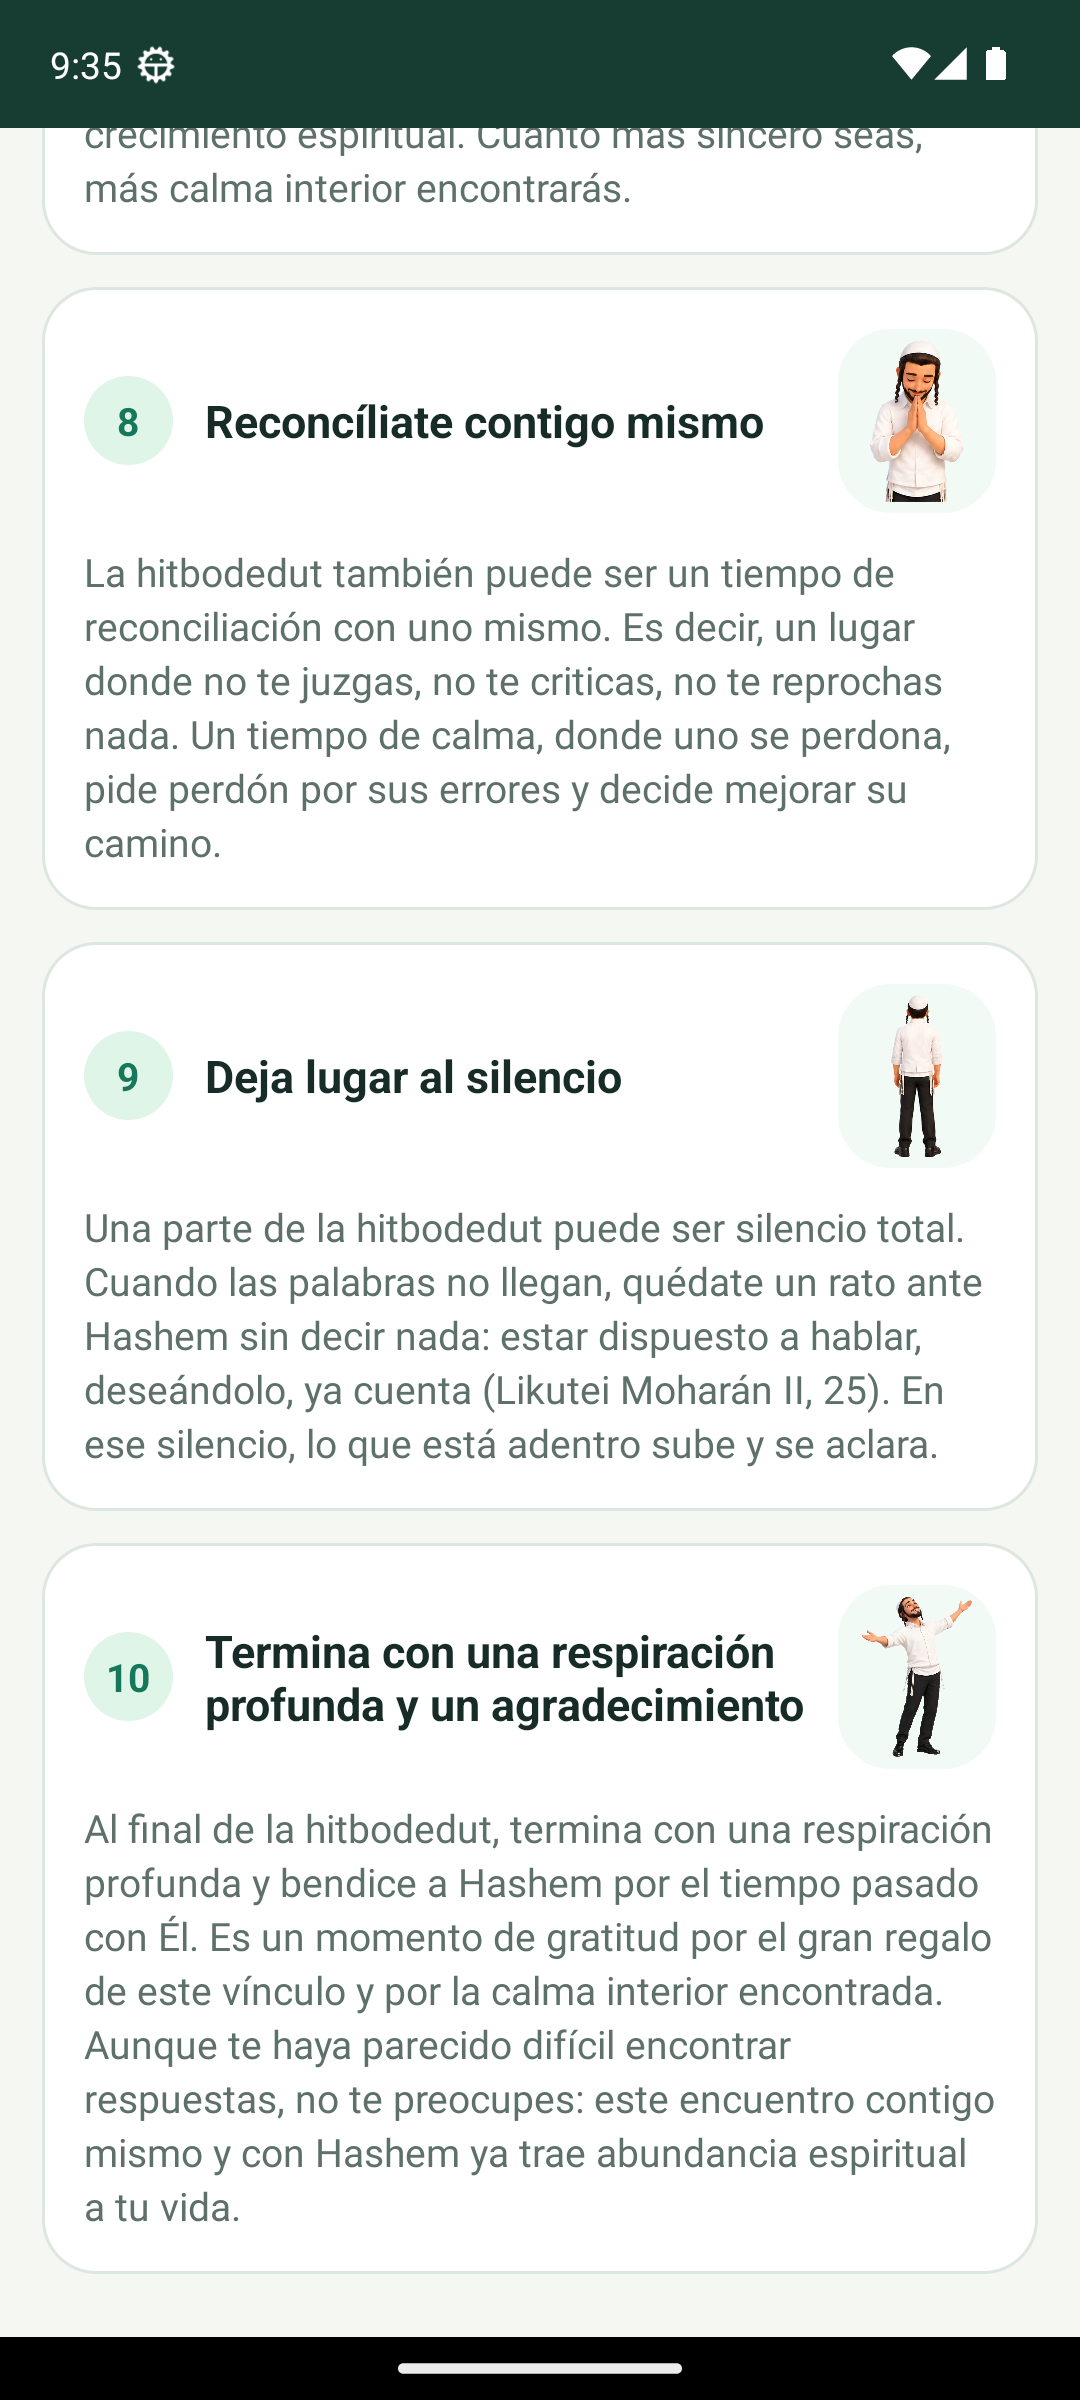 9:35
crecimiento espiritual. Cuanto más sincero seas,
más calma interior encontrarás.
8
Reconcíliate contigo mismo
La hitbodedut también puede ser un tiempo de
reconciliación con uno mismo. Es decir, un lugar
donde no te juzgas, no te criticas, no te reprochas
nada. Un tiempo de calma, donde uno se perdona,
pide perdón por sus errores y decide mejorar su
camino.
9
Deja lugar al silencio
Una parte de la hitbodedut puede ser silencio total.
Cuando las palabras no llegan, quédate un rato ante
Hashem sin decir nada: estar dispuesto a hablar,
deseándolo, ya cuenta (Likutei Moharán II, 25). En
ese silencio, lo que está adentro sube y se aclara.
10
Termina con una respiración
profunda y un agradecimiento
Al final de la hitbodedut, termina con una respiración
profunda y bendice a Hashem por el tiempo pasado
con Él. Es un momento de gratitud por el gran regalo
de este vínculo y por la calma interior encontrada.
Aunque te haya parecido difícil encontrar
respuestas, no te preocupes: este encuentro contigo
mismo y con Hashem ya trae abundancia espiritual
a tu vida.